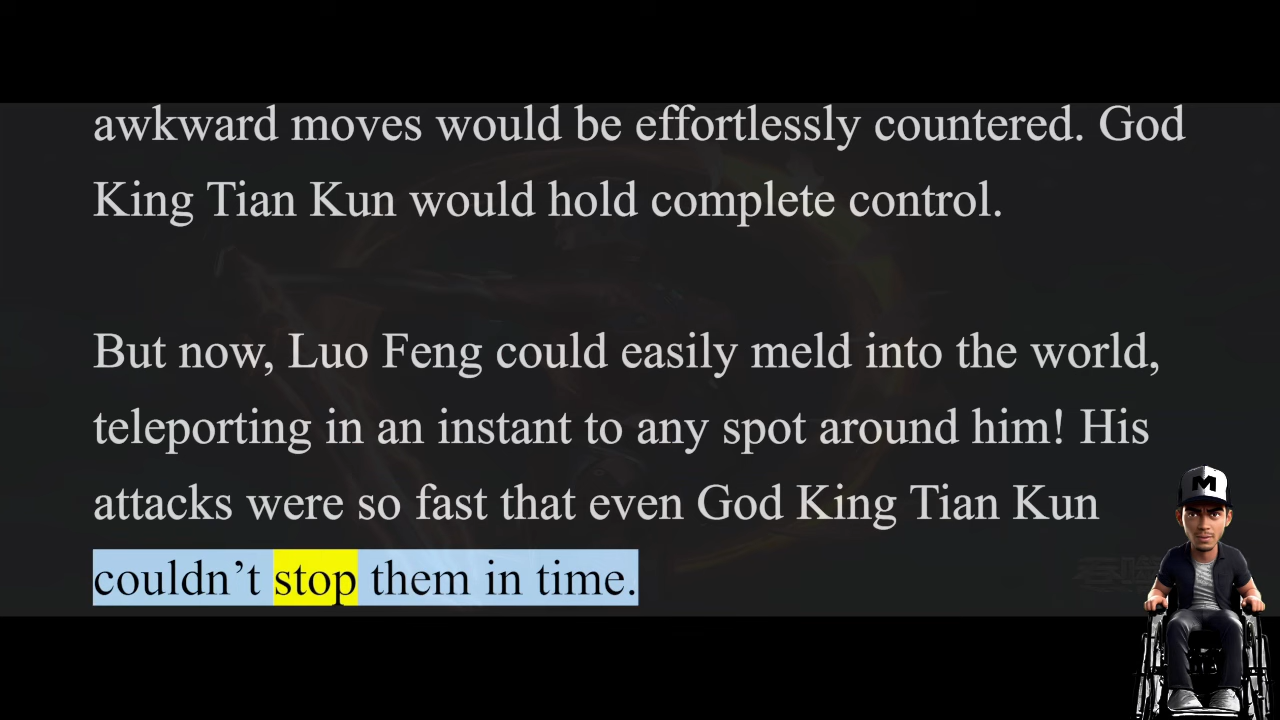 awkward moves would be effortlessly countered. God
King Tian Kun would hold complete control.
But now, Luo Feng could easily meld into the world,
teleporting in an instant to any spot around him! His
attacks were so fast that even God King Tian Kun
couldn’t stop them in time.
M
M